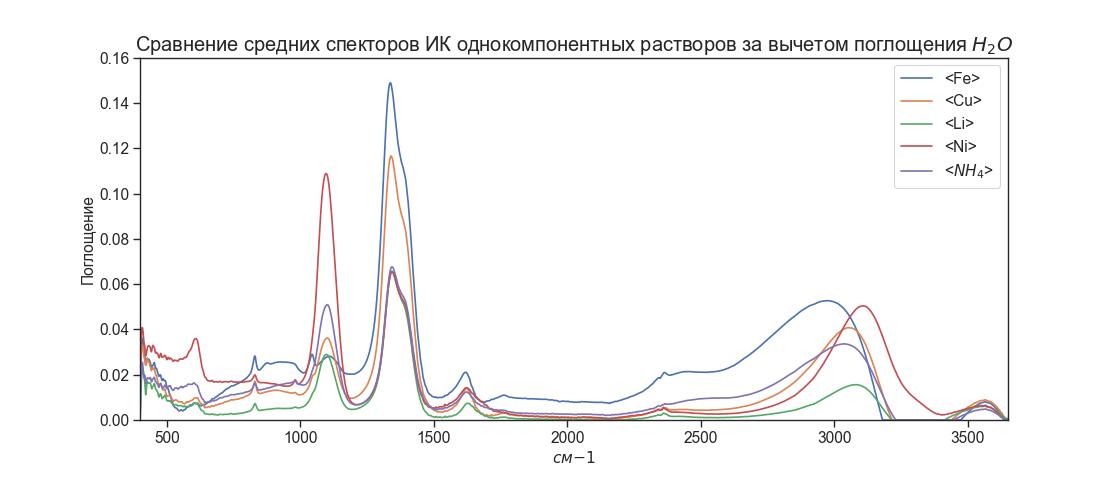 Сравнение средних спекторов ИК однокомпонентных растворов за вычетом поглощения H₂O
0.16
0.14
0.12
0.10
0.08
0.06
0.04
0.02
0.00
Поглощение
<Fe>
<Cu>
<Li>
<Ni>
<NH₄>
500 1000 1500 2000 2500 3000 3500
см−1